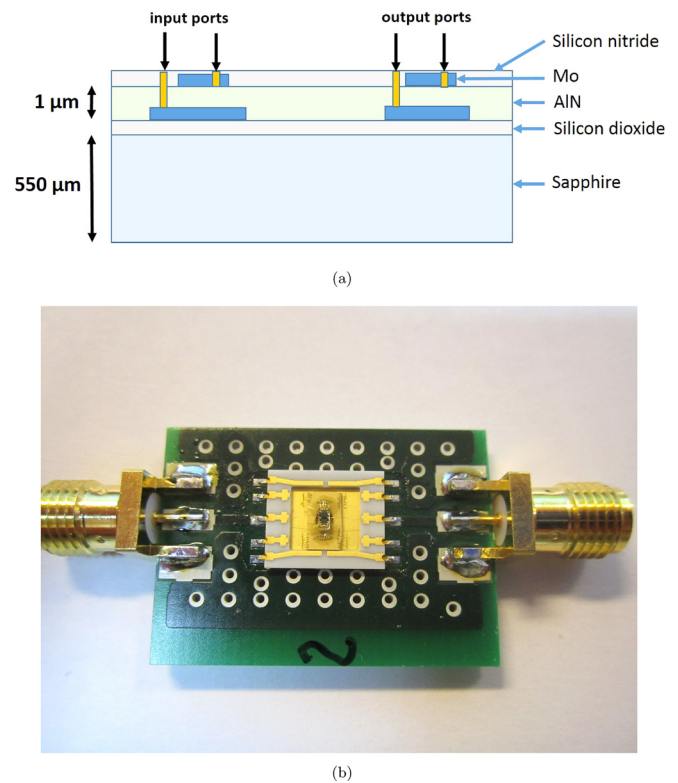 input ports
output ports
Silicon nitride
Mo
1 µm
AlN
Silicon dioxide
550 µm
Sapphire
(a)
2
(b)